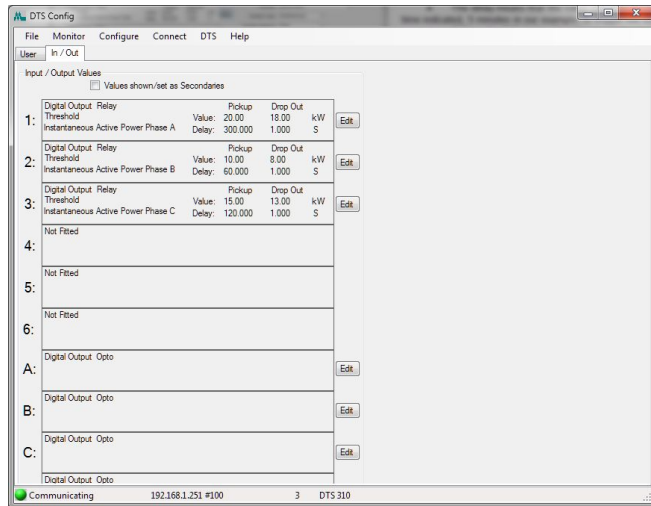 DTS Config
File Monitor Configure Connect DTS Help
User In / Out
Input / Output Values
Values shown/set as Secondaries
1:
Digital Output Relay Pickup Drop Out
Threshold Value: 20.00 18.00 kW
Instantaneous Active Power Phase A Delay: 300.000 1.000 S
Edit
2:
Digital Output Relay Pickup Drop Out
Threshold Value: 10.00 8.00 kW
Instantaneous Active Power Phase B Delay: 60.000 1.000 S
Edit
3:
Digital Output Relay Pickup Drop Out
Threshold Value: 15.00 13.00 kW
Instantaneous Active Power Phase C Delay: 120.000 1.000 S
Edit
4:
Not Fitted
5:
Not Fitted
6:
Not Fitted
A:
Digital Output Opto
Edit
B:
Digital Output Opto
Edit
C:
Digital Output Opto
Edit
Digital Output Opto
Communicating 192.168.1.251 #100 3 DTS 310